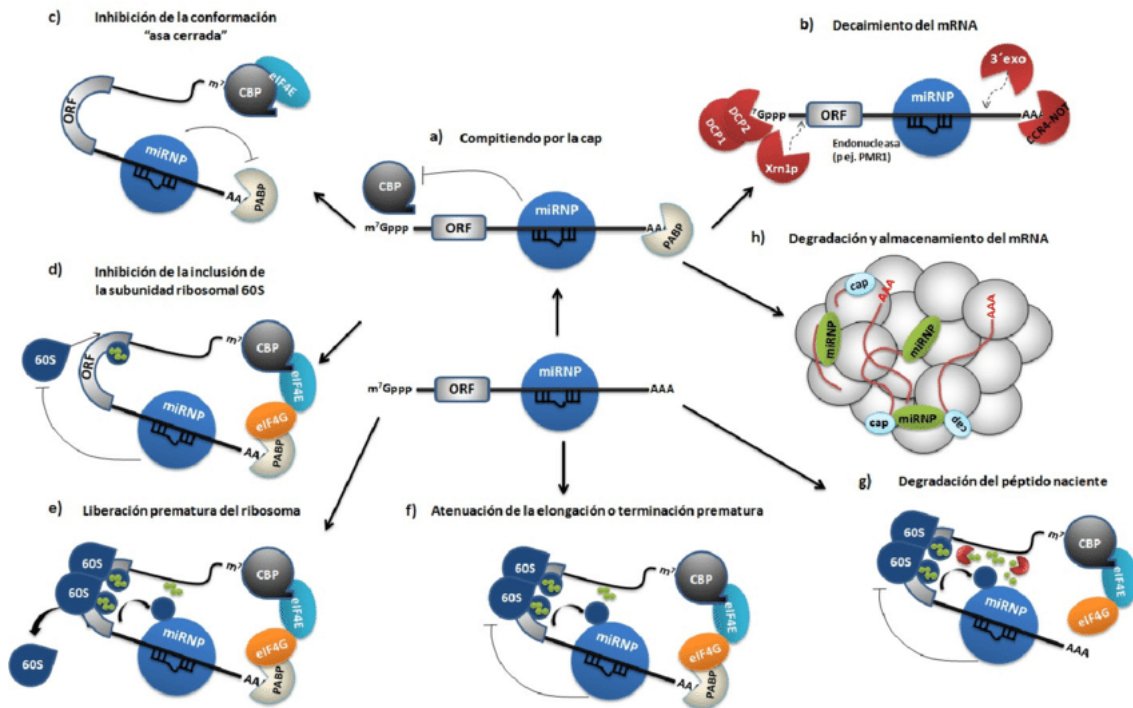 c) Inhibición de la conformación
"asa cerrada"
m⁷
CBP
eIF4E
ORF
miRNP
AA
PABP
b) Decaimiento del mRNA
3´exo
miRNP
DCP1
DCP2
⁷Gppp
ORF
AAA
CCR4-NOT
Xrn1p
Endonucleasa
(p ej. PMR1)
a) Compitiendo por la cap
CBP
miRNP
m⁷Gppp
ORF
AA
PABP
h) Degradación y almacenamiento del mRNA
cap
AAA
AAA
miRNP
miRNP
cap
miRNP
cap
d) Inhibición de la inclusión de
la subunidad ribosomal 60S
m⁷
CBP
60S
ORF
eIF4E
miRNP
eIF4G
AA
PABP
miRNP
m⁷Gppp
ORF
AAA
e) Liberación prematura del ribosoma
60S
m⁷
CBP
60S
eIF4E
miRNP
eIF4G
60S
AA
PABP
f) Atenuación de la elongación o terminación prematura
60S
m⁷
CBP
60S
eIF4E
miRNP
eIF4G
AA
PABP
g) Degradación del péptido naciente
60S
m⁷
CBP
60S
eIF4E
miRNP
eIF4G
AAA